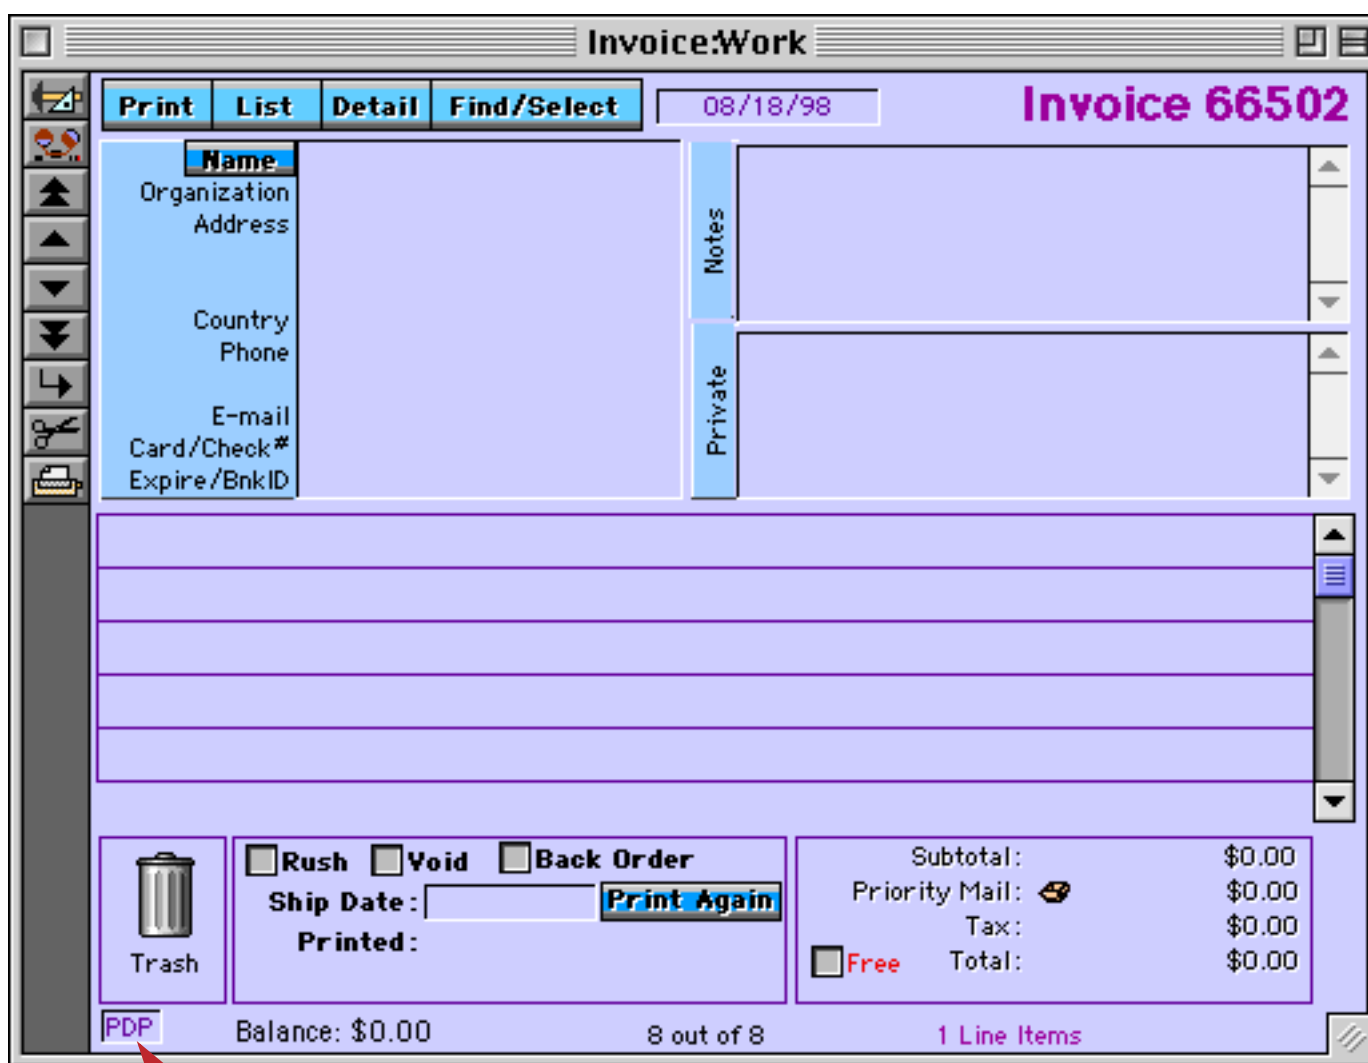 Invoice:Work
Print List Detail Find/Select 08/18/98 Invoice 66502
Name
Organization
Address
Country
Phone
E-mail
Card/Check#
Expire/BnkID
Notes
Private
Trash
Rush Void Back Order
Ship Date: Print Again
Printed:
Subtotal: $0.00
Priority Mail: $0.00
Tax: $0.00
Free Total: $0.00
PDP Balance: $0.00 8 out of 8 1 Line Items